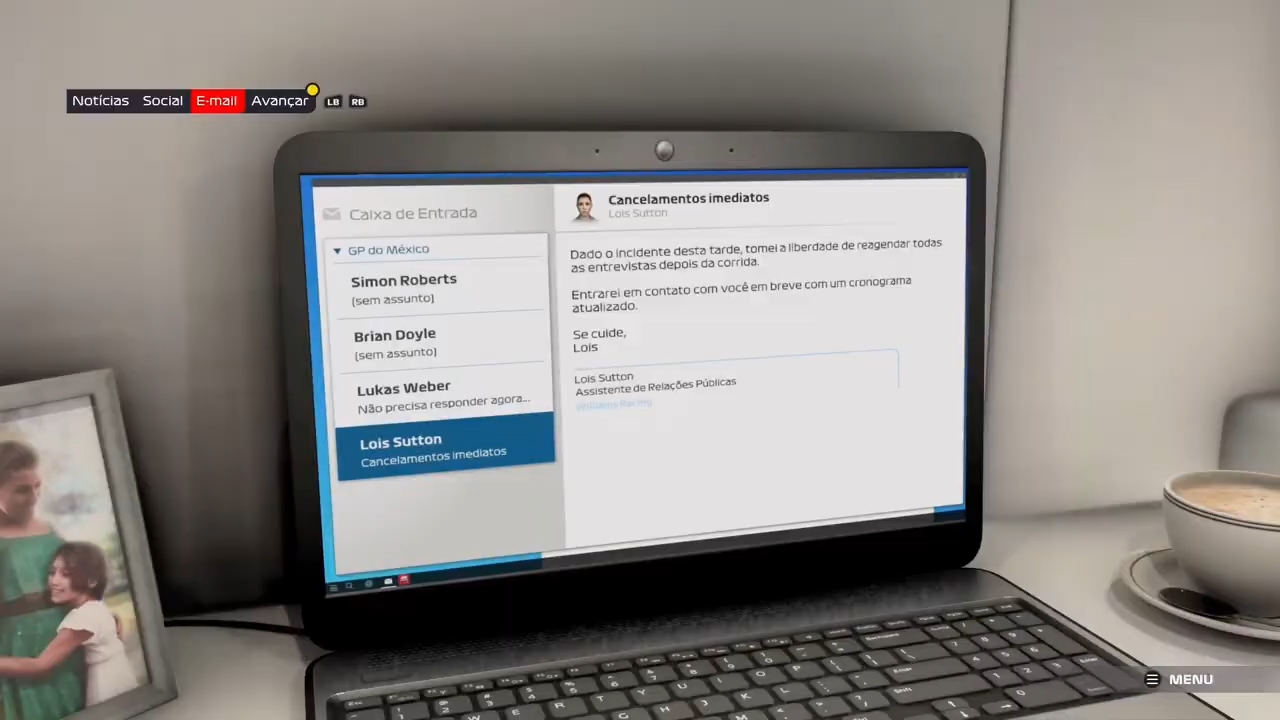 Notícias Social E-mail Avançar LB RB
Caixa de Entrada
GP do México
Simon Roberts
(sem assunto)
Brian Doyle
(sem assunto)
Lukas Weber
Não precisa responder agora...
Lois Sutton
Cancelamentos imediatos
Cancelamentos imediatos
Lois Sutton
Dado o incidente desta tarde, tomei a liberdade de reagendar todas
as entrevistas depois da corrida.
Entrarei em contato com você em breve com um cronograma
atualizado.
Se cuide,
Lois
Lois Sutton
Assistente de Relações Públicas
Williams Racing
MENU